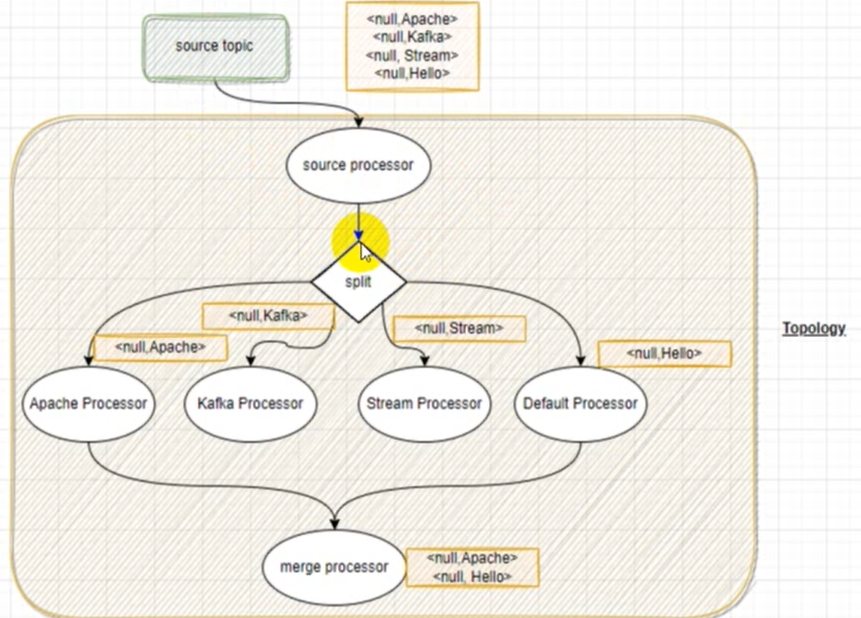 source topic
<null,Apache>
<null,Kafka>
<null, Stream>
<null,Hello>
source processor
split
<null,Kafka>
<null,Stream>
<null,Apache>
<null,Hello>
Topology
Apache Processor
Kafka Processor
Stream Processor
Default Processor
merge processor
<null,Apache>
<null, Hello>